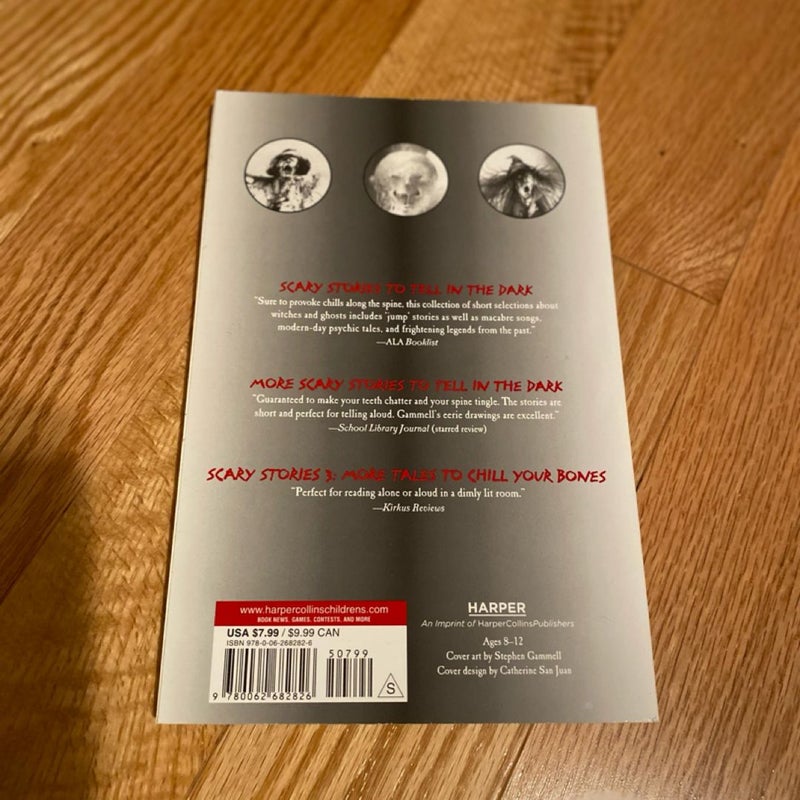 SCARY STORIES TO TELL IN THE DARK
"Sure to provoke chills along the spine, this collection of short selections about
witches and ghosts includes 'jump' stories as well as macabre songs,
modern-day psychic tales, and frightening legends from the past."
—ALA Booklist
MORE SCARY STORIES TO TELL IN THE DARK
"Guaranteed to make your teeth chatter and your spine tingle. The stories are
short and perfect for telling aloud. Gammell's eerie drawings are excellent."
—School Library Journal (starred review)
SCARY STORIES 3: MORE TALES TO CHILL YOUR BONES
"Perfect for reading alone or aloud in a dimly lit room."
—Kirkus Reviews
www.harpercollinschildrens.com
BOOK NEWS, GAMES, CONTESTS, AND MORE
USA $7.99 / $9.99 CAN
ISBN 978-0-06-268282-6
50799
9 780062 682826
S
HARPER
An Imprint of HarperCollinsPublishers
Ages 8–12
Cover art by Stephen Gammell
Cover design by Catherine San Juan